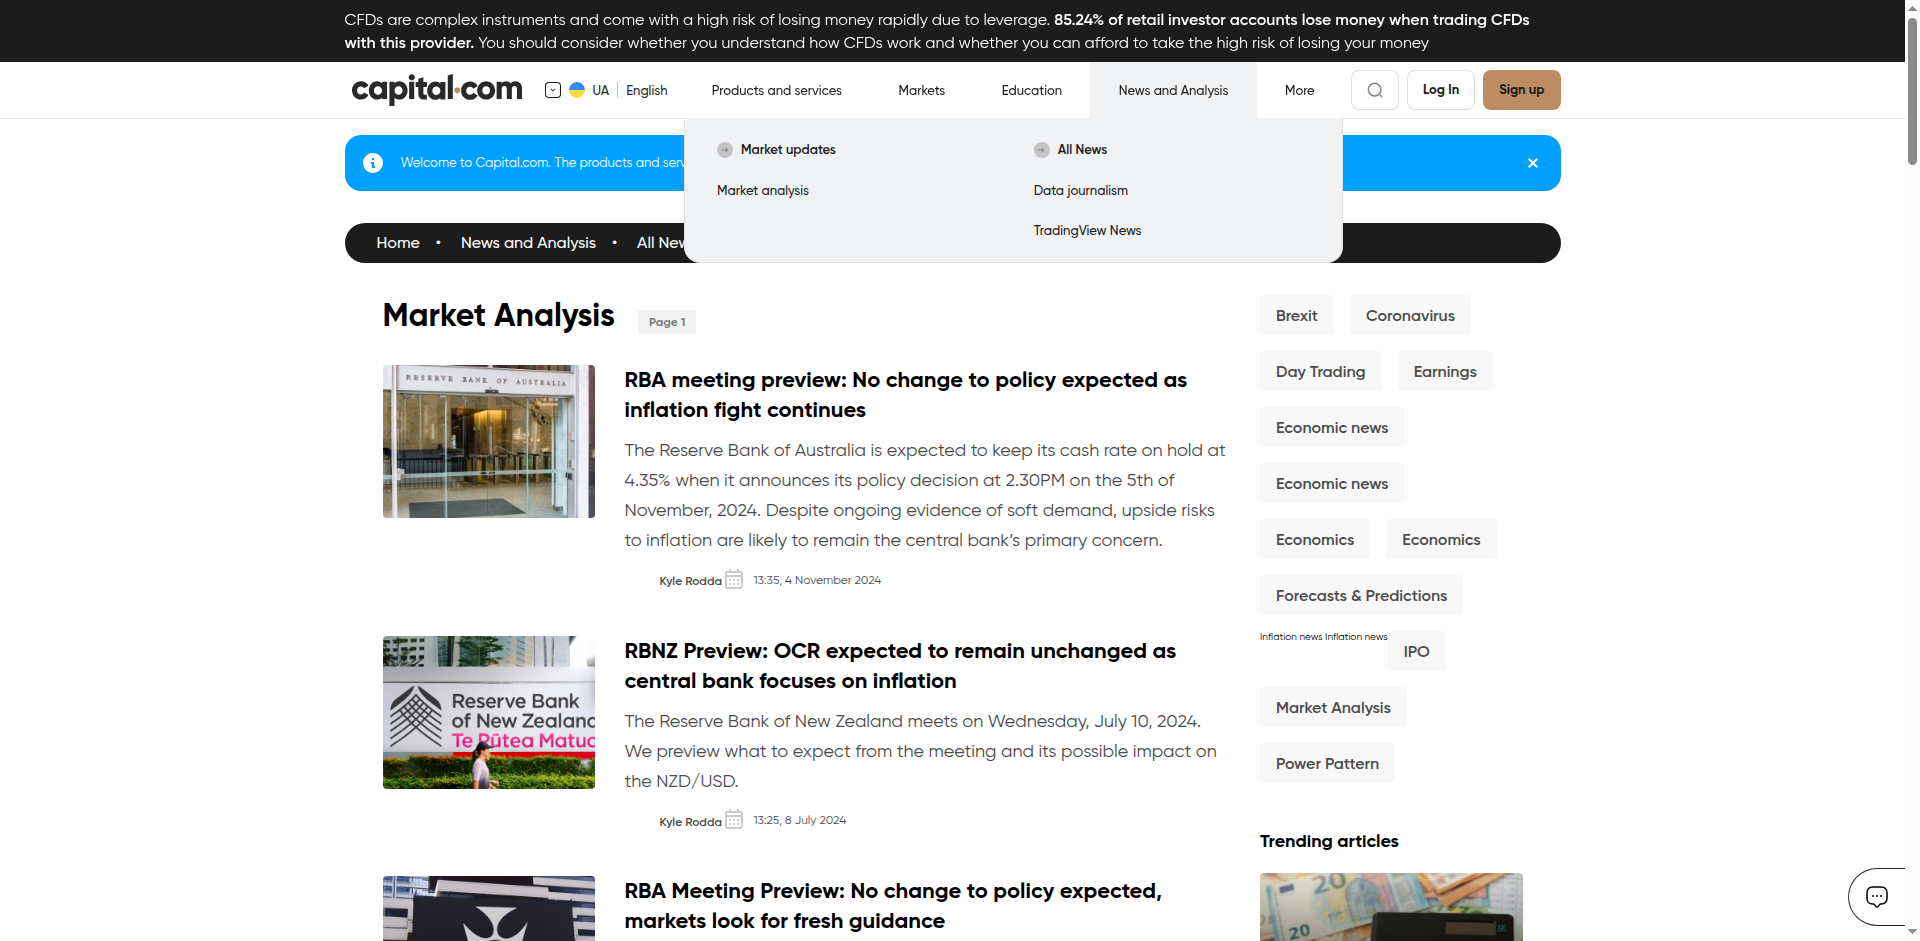 CFDs are complex instruments and come with a high risk of losing money rapidly due to leverage. 85.24% of retail investor accounts lose money when trading CFDs
with this provider. You should consider whether you understand how CFDs work and whether you can afford to take the high risk of losing your money
capital.com
UA
English
Products and services
Markets
Education
News and Analysis
More
Log In
Sign up
Market updates
Market analysis
All News
Data journalism
TradingView News
Welcome to Capital.com. The products and serv
Home • News and Analysis • All New
Market Analysis
Page 1
RESERVE BANK OF AUSTRALIA
RBA meeting preview: No change to policy expected as
inflation fight continues
The Reserve Bank of Australia is expected to keep its cash rate on hold at
4.35% when it announces its policy decision at 2.30PM on the 5th of
November, 2024. Despite ongoing evidence of soft demand, upside risks
to inflation are likely to remain the central bank’s primary concern.
Kyle Rodda
13:35, 4 November 2024
Reserve Bank
of New Zealand
Te Pūtea Matua
RBNZ Preview: OCR expected to remain unchanged as
central bank focuses on inflation
The Reserve Bank of New Zealand meets on Wednesday, July 10, 2024.
We preview what to expect from the meeting and its possible impact on
the NZD/USD.
Kyle Rodda
13:25, 8 July 2024
RBA Meeting Preview: No change to policy expected,
markets look for fresh guidance
Brexit
Coronavirus
Day Trading
Earnings
Economic news
Economic news
Economics
Economics
Forecasts & Predictions
Inflation news Inflation news
IPO
Market Analysis
Power Pattern
Trending articles
20
20